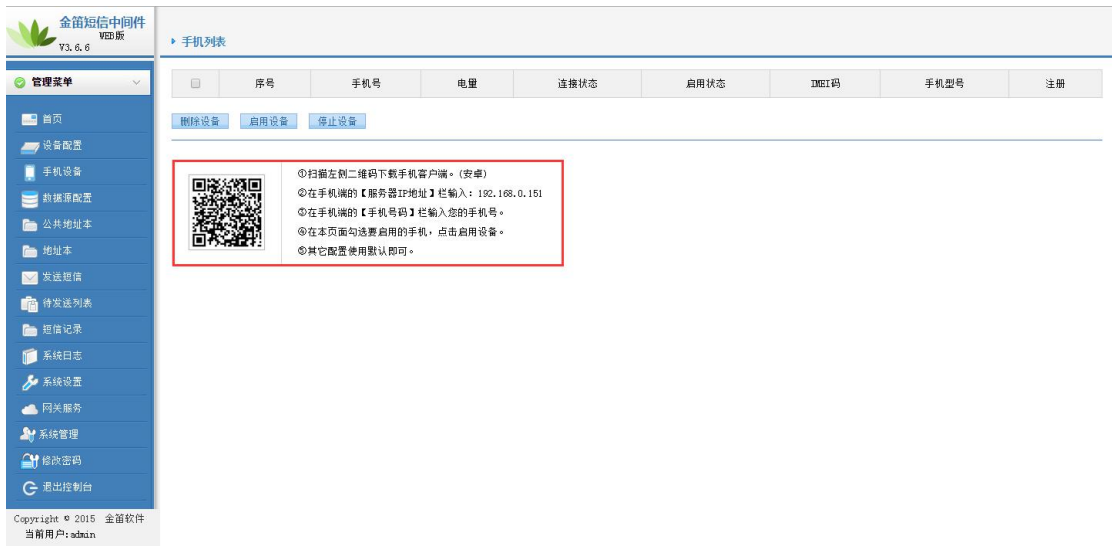 金笛短信中间件
WEB版
V3.6.6
手机列表
管理菜单
序号 手机号 电量 连接状态 启用状态 IMEI码 手机型号 注册
删除设备 启用设备 停止设备
首页
设备配置
手机设备
数据源配置
公共地址本
地址本
发送短信
待发送列表
短信记录
系统日志
系统设置
网关服务
系统管理
修改密码
退出控制台
①扫描左侧二维码下载手机客户端。(安卓)
②在手机端的【服务器IP地址】栏输入: 192.168.0.151
③在手机端的【手机号码】栏输入您的手机号。
④在本页面勾选要启用的手机,点击启用设备。
⑤其它配置使用默认即可。
Copyright © 2015 金笛软件
当前用户:admin